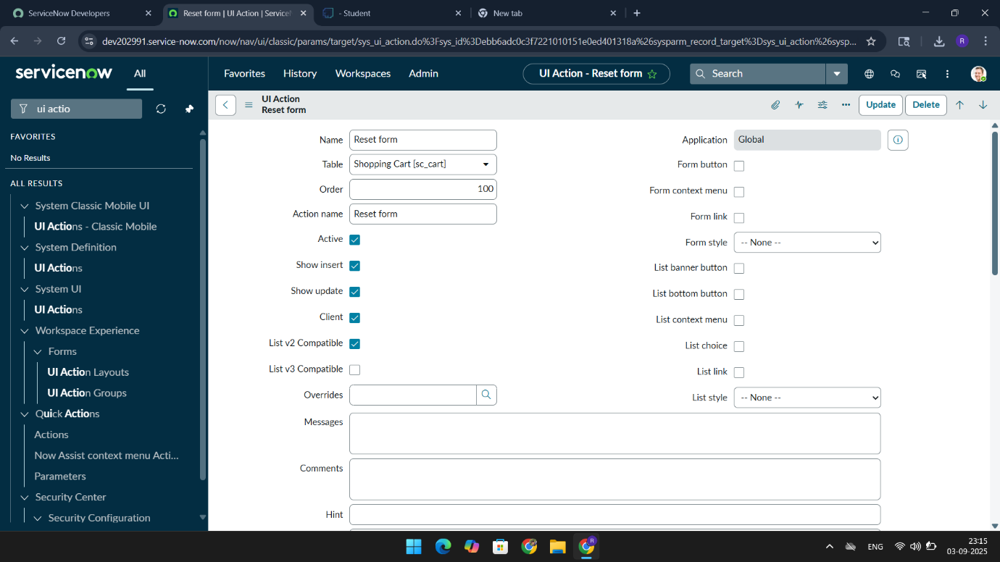 ServiceNow Developers
Reset form | UI Action | Service
- Student
New tab
dev202991.service-now.com/now/nav/ui/classic/params/target/sys_ui_action.do%3Fsys_id%3Debb6adc0c3f7221010151e0ed401318a%26sysparm_record_target%3Dsys_ui_action%26sysp...
R
servicenow
All
Favorites
History
Workspaces
Admin
UI Action - Reset form
Search
ui actio
UI Action
Reset form
Update
Delete
FAVORITES
No Results
ALL RESULTS
System Classic Mobile UI
UI Actions - Classic Mobile
System Definition
UI Actions
System UI
UI Actions
Workspace Experience
Forms
UI Action Layouts
UI Action Groups
Quick Actions
Actions
Now Assist context menu Acti...
Parameters
Security Center
Security Configuration
Name
Reset form
Table
Shopping Cart [sc_cart]
Order
100
Action name
Reset form
Active
Show insert
Show update
Client
List v2 Compatible
List v3 Compatible
Overrides
Messages
Comments
Hint
Application
Global
Form button
Form context menu
Form link
Form style
-- None --
List banner button
List bottom button
List context menu
List choice
List link
List style
-- None --
R
ENG
23:15
03-09-2025